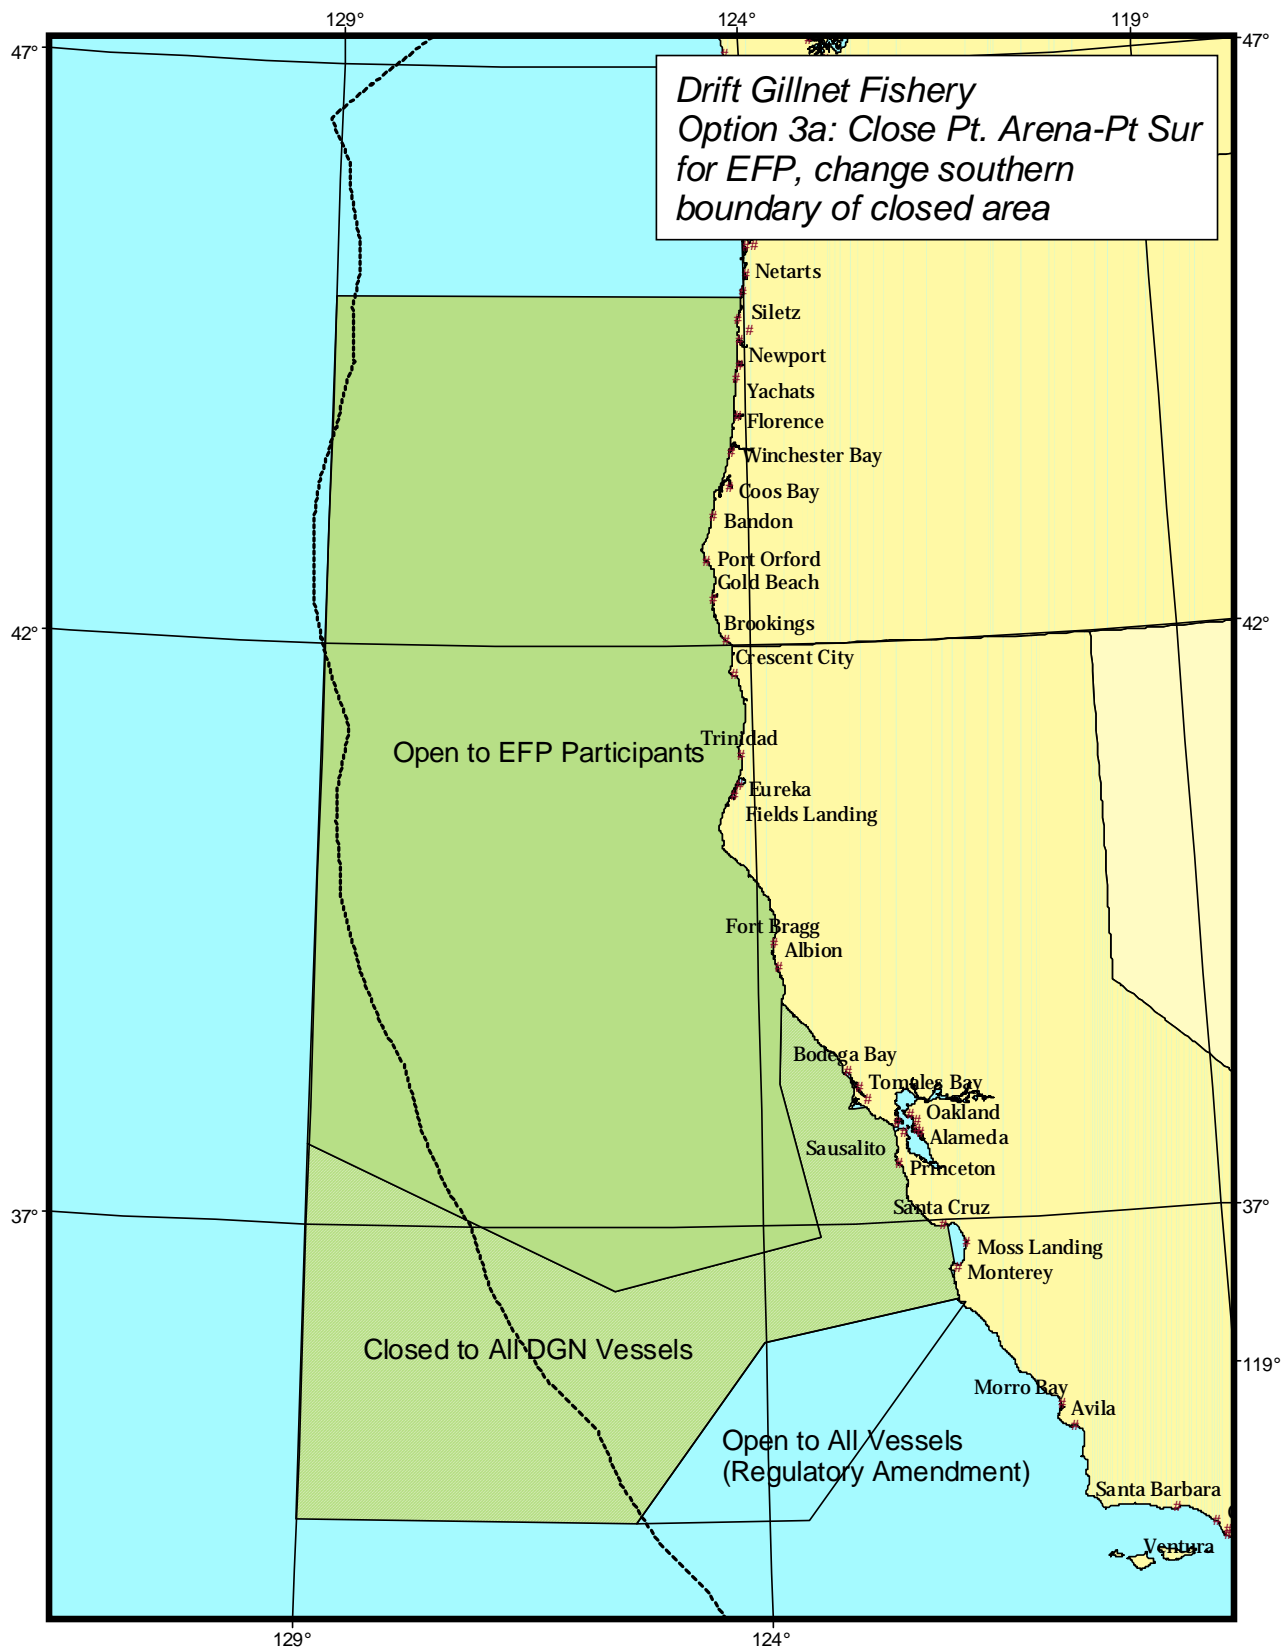 129°
124°
119°
47°
47°
Drift Gillnet Fishery
Option 3a: Close Pt. Arena-Pt Sur
for EFP, change southern
boundary of closed area
Netarts
Siletz
Newport
Yachats
Florence
Winchester Bay
Coos Bay
Bandon
Port Orford
Gold Beach
Brookings
42°
42°
Crescent City
Trinidad
Open to EFP Participants
Eureka
Fields Landing
Fort Bragg
Albion
Bodega Bay
Tomales Bay
Oakland
Alameda
Sausalito
Princeton
Santa Cruz
37°
37°
Moss Landing
Monterey
Closed to All DGN Vessels
119°
Morro Bay
Avila
Open to All Vessels
(Regulatory Amendment)
Santa Barbara
Ventura
129°
124°